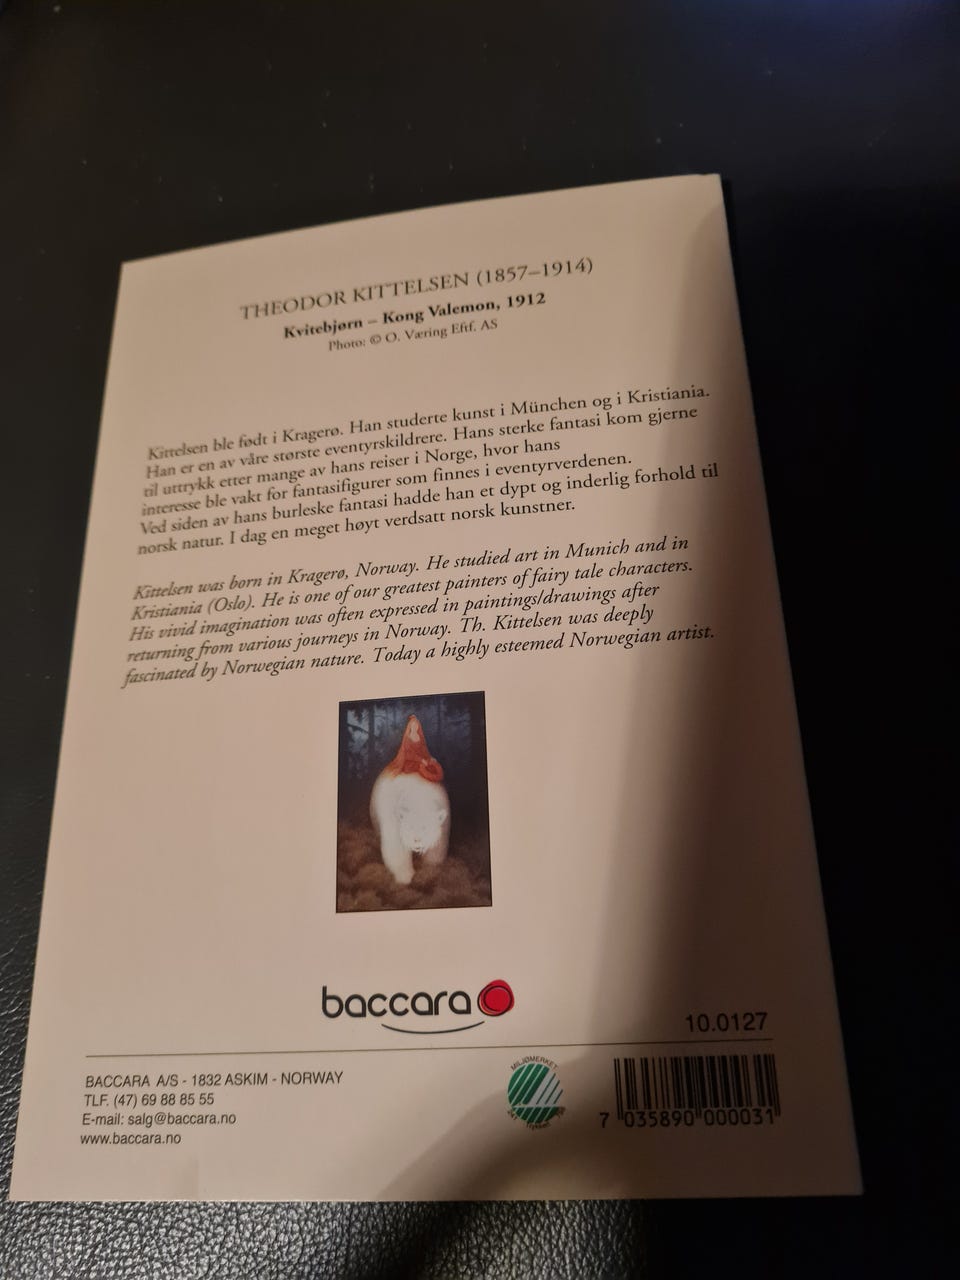 THEODOR KITTELSEN (1857–1914)
Kvitebjørn – Kong Valemon, 1912
Photo: © O. Væring Eftf. AS
Kittelsen ble født i Kragerø. Han studerte kunst i München og i Kristiania.
Han er en av våre største eventyrskildrere. Hans sterke fantasi kom gjerne
til uttrykk etter mange av hans reiser i Norge, hvor hans
interesse ble vakt for fantasifigurer som finnes i eventyrverdenen.
Ved siden av hans burleske fantasi hadde han et dypt og inderlig forhold til
norsk natur. I dag en meget høyt verdsatt norsk kunstner.
Kittelsen was born in Kragerø, Norway. He studied art in Munich and in
Kristiania (Oslo). He is one of our greatest painters of fairy tale characters.
His vivid imagination was often expressed in paintings/drawings after
returning from various journeys in Norway. Th. Kittelsen was deeply
fascinated by Norwegian nature. Today a highly esteemed Norwegian artist.
baccara
10.0127
BACCARA A/S - 1832 ASKIM - NORWAY
TLF. (47) 69 88 85 55
E-mail: salg@baccara.no
www.baccara.no
MILJØMERKET
7 035890 000031